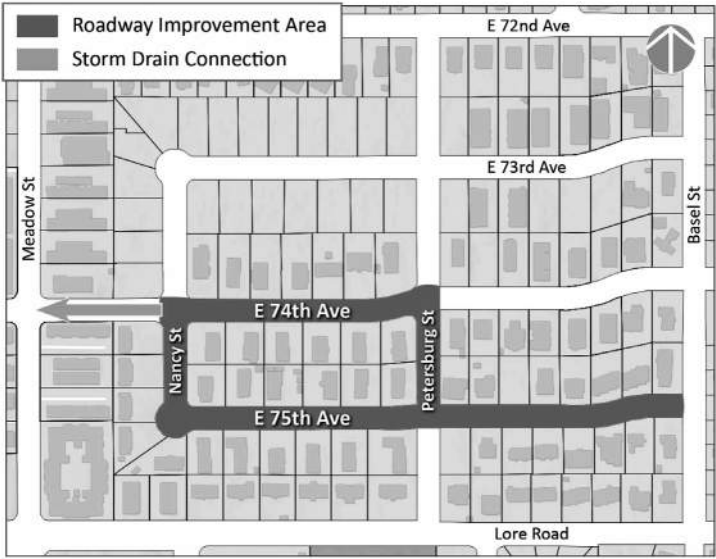 Roadway Improvement Area
Storm Drain Connection
E 72nd Ave
E 73rd Ave
Meadow St
Basel St
E 74th Ave
Nancy St
Petersburg St
E 75th Ave
Lore Road